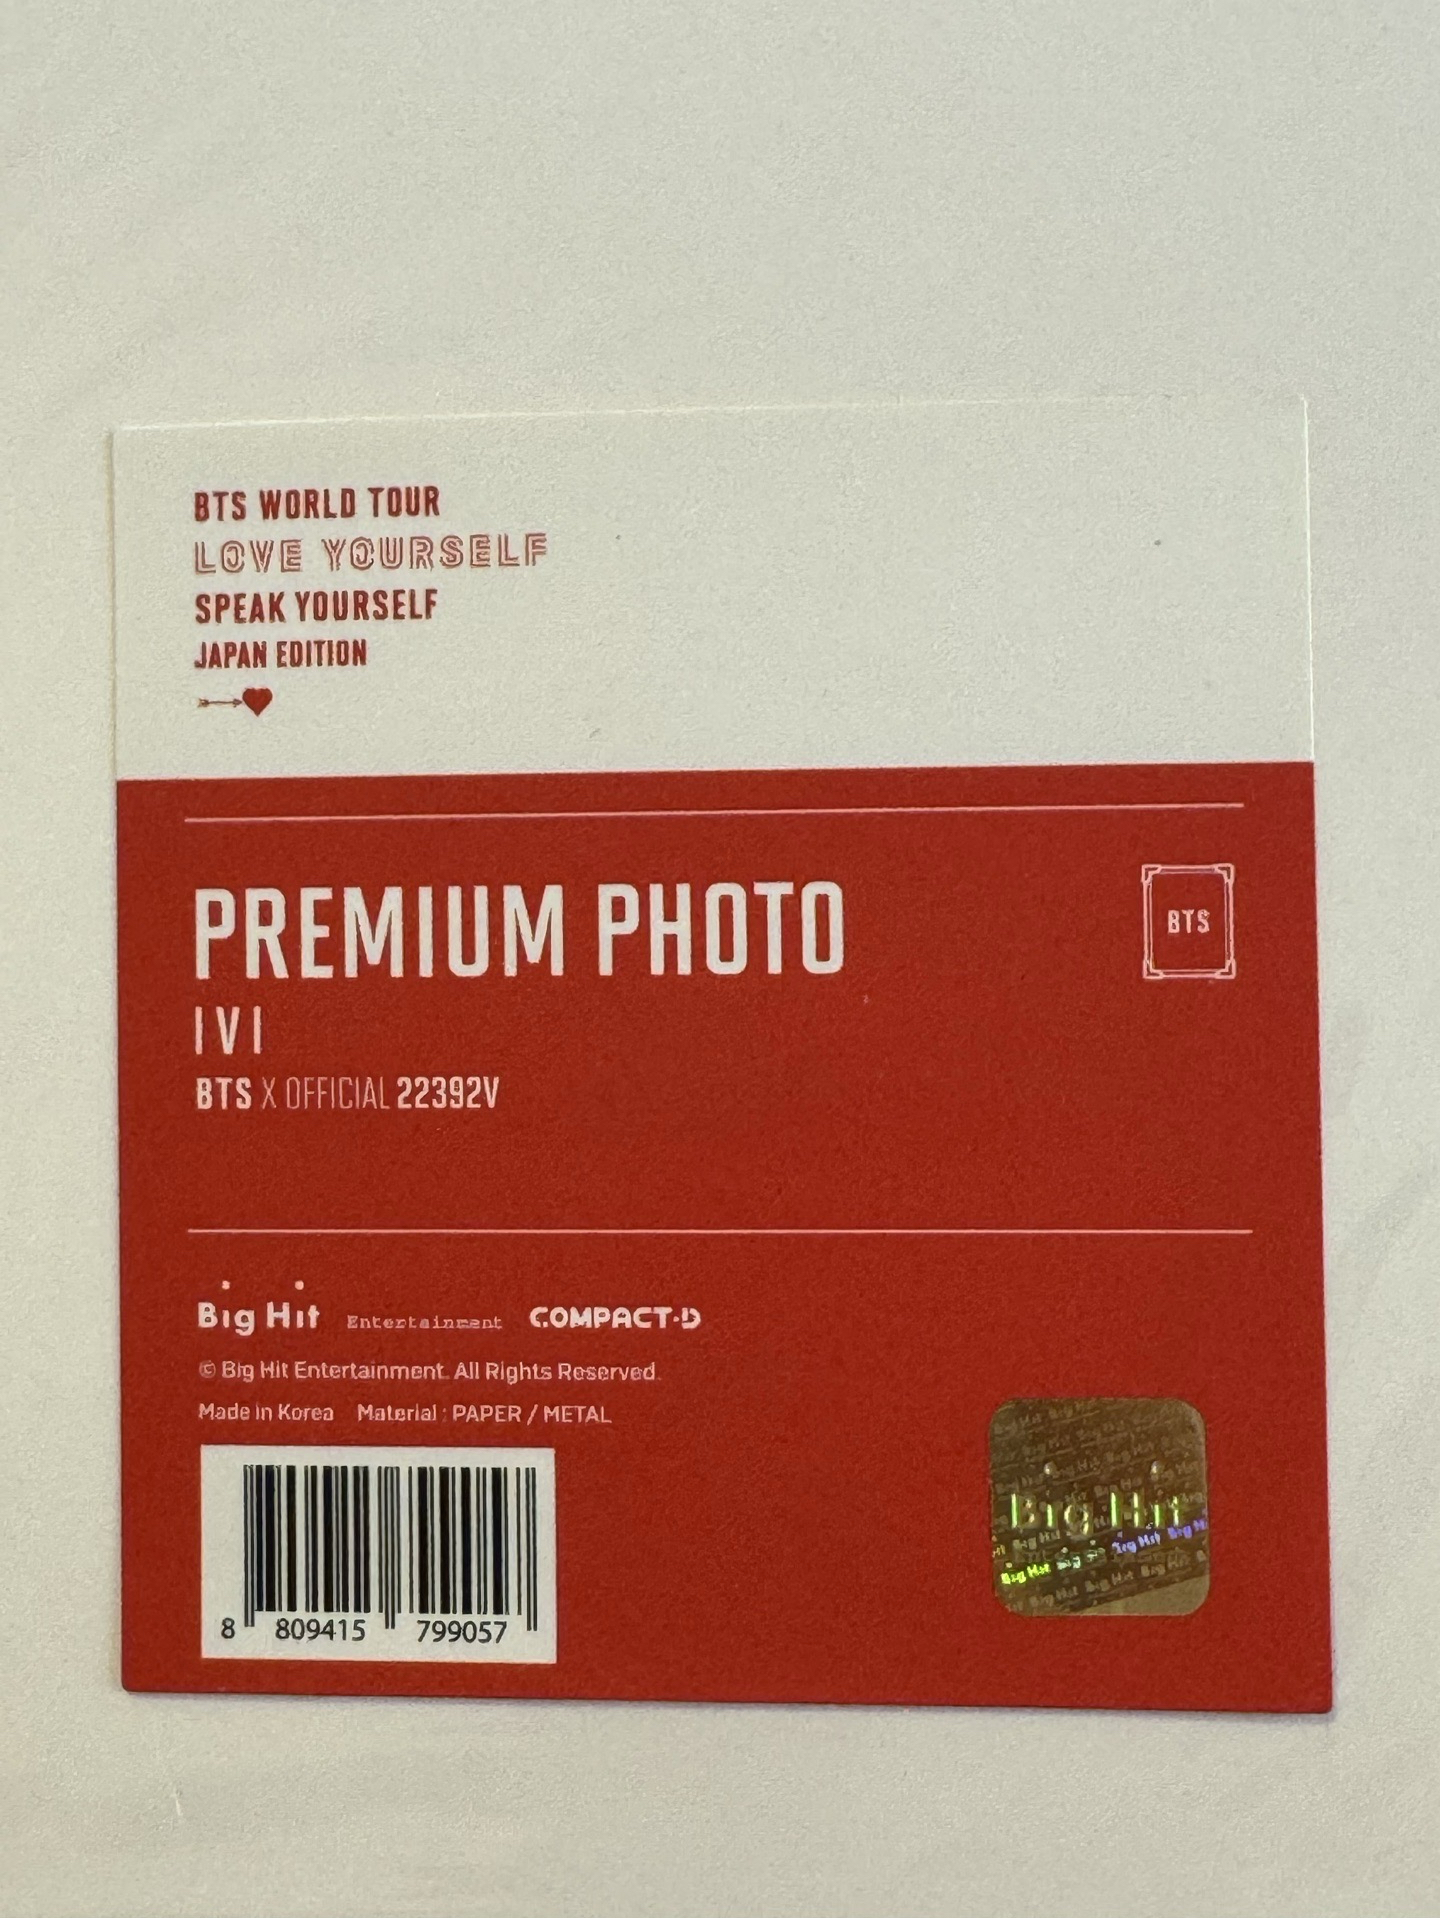 BTS WORLD TOUR
LOVE YOURSELF
SPEAK YOURSELF
JAPAN EDITION
PREMIUM PHOTO
BTS
I V I
BTS X OFFICIAL 22392V
Big Hit Entertainment COMPACT·D
© Big Hit Entertainment. All Rights Reserved.
Made in Korea Material : PAPER / METAL
Big Hit
8 809415 799057